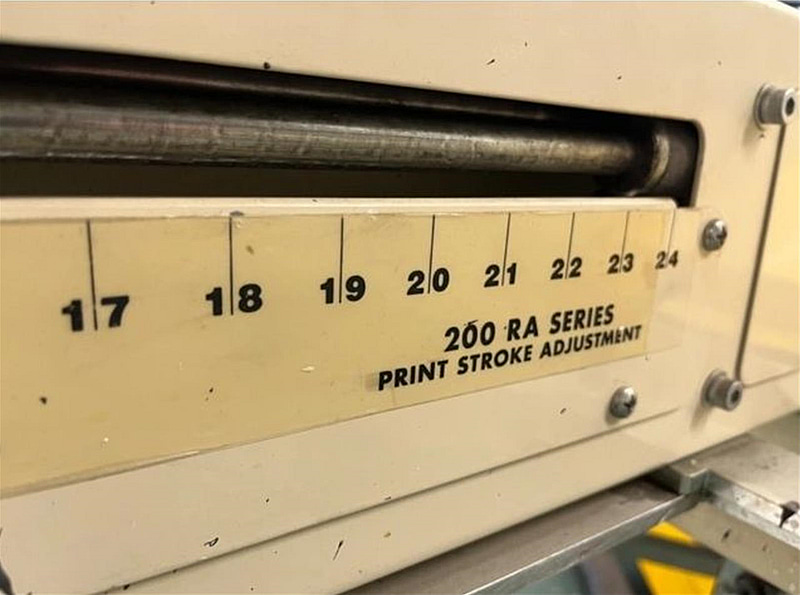 17 18 19 20 21 22 23 24
200 RA SERIES
PRINT STROKE ADJUSTMENT